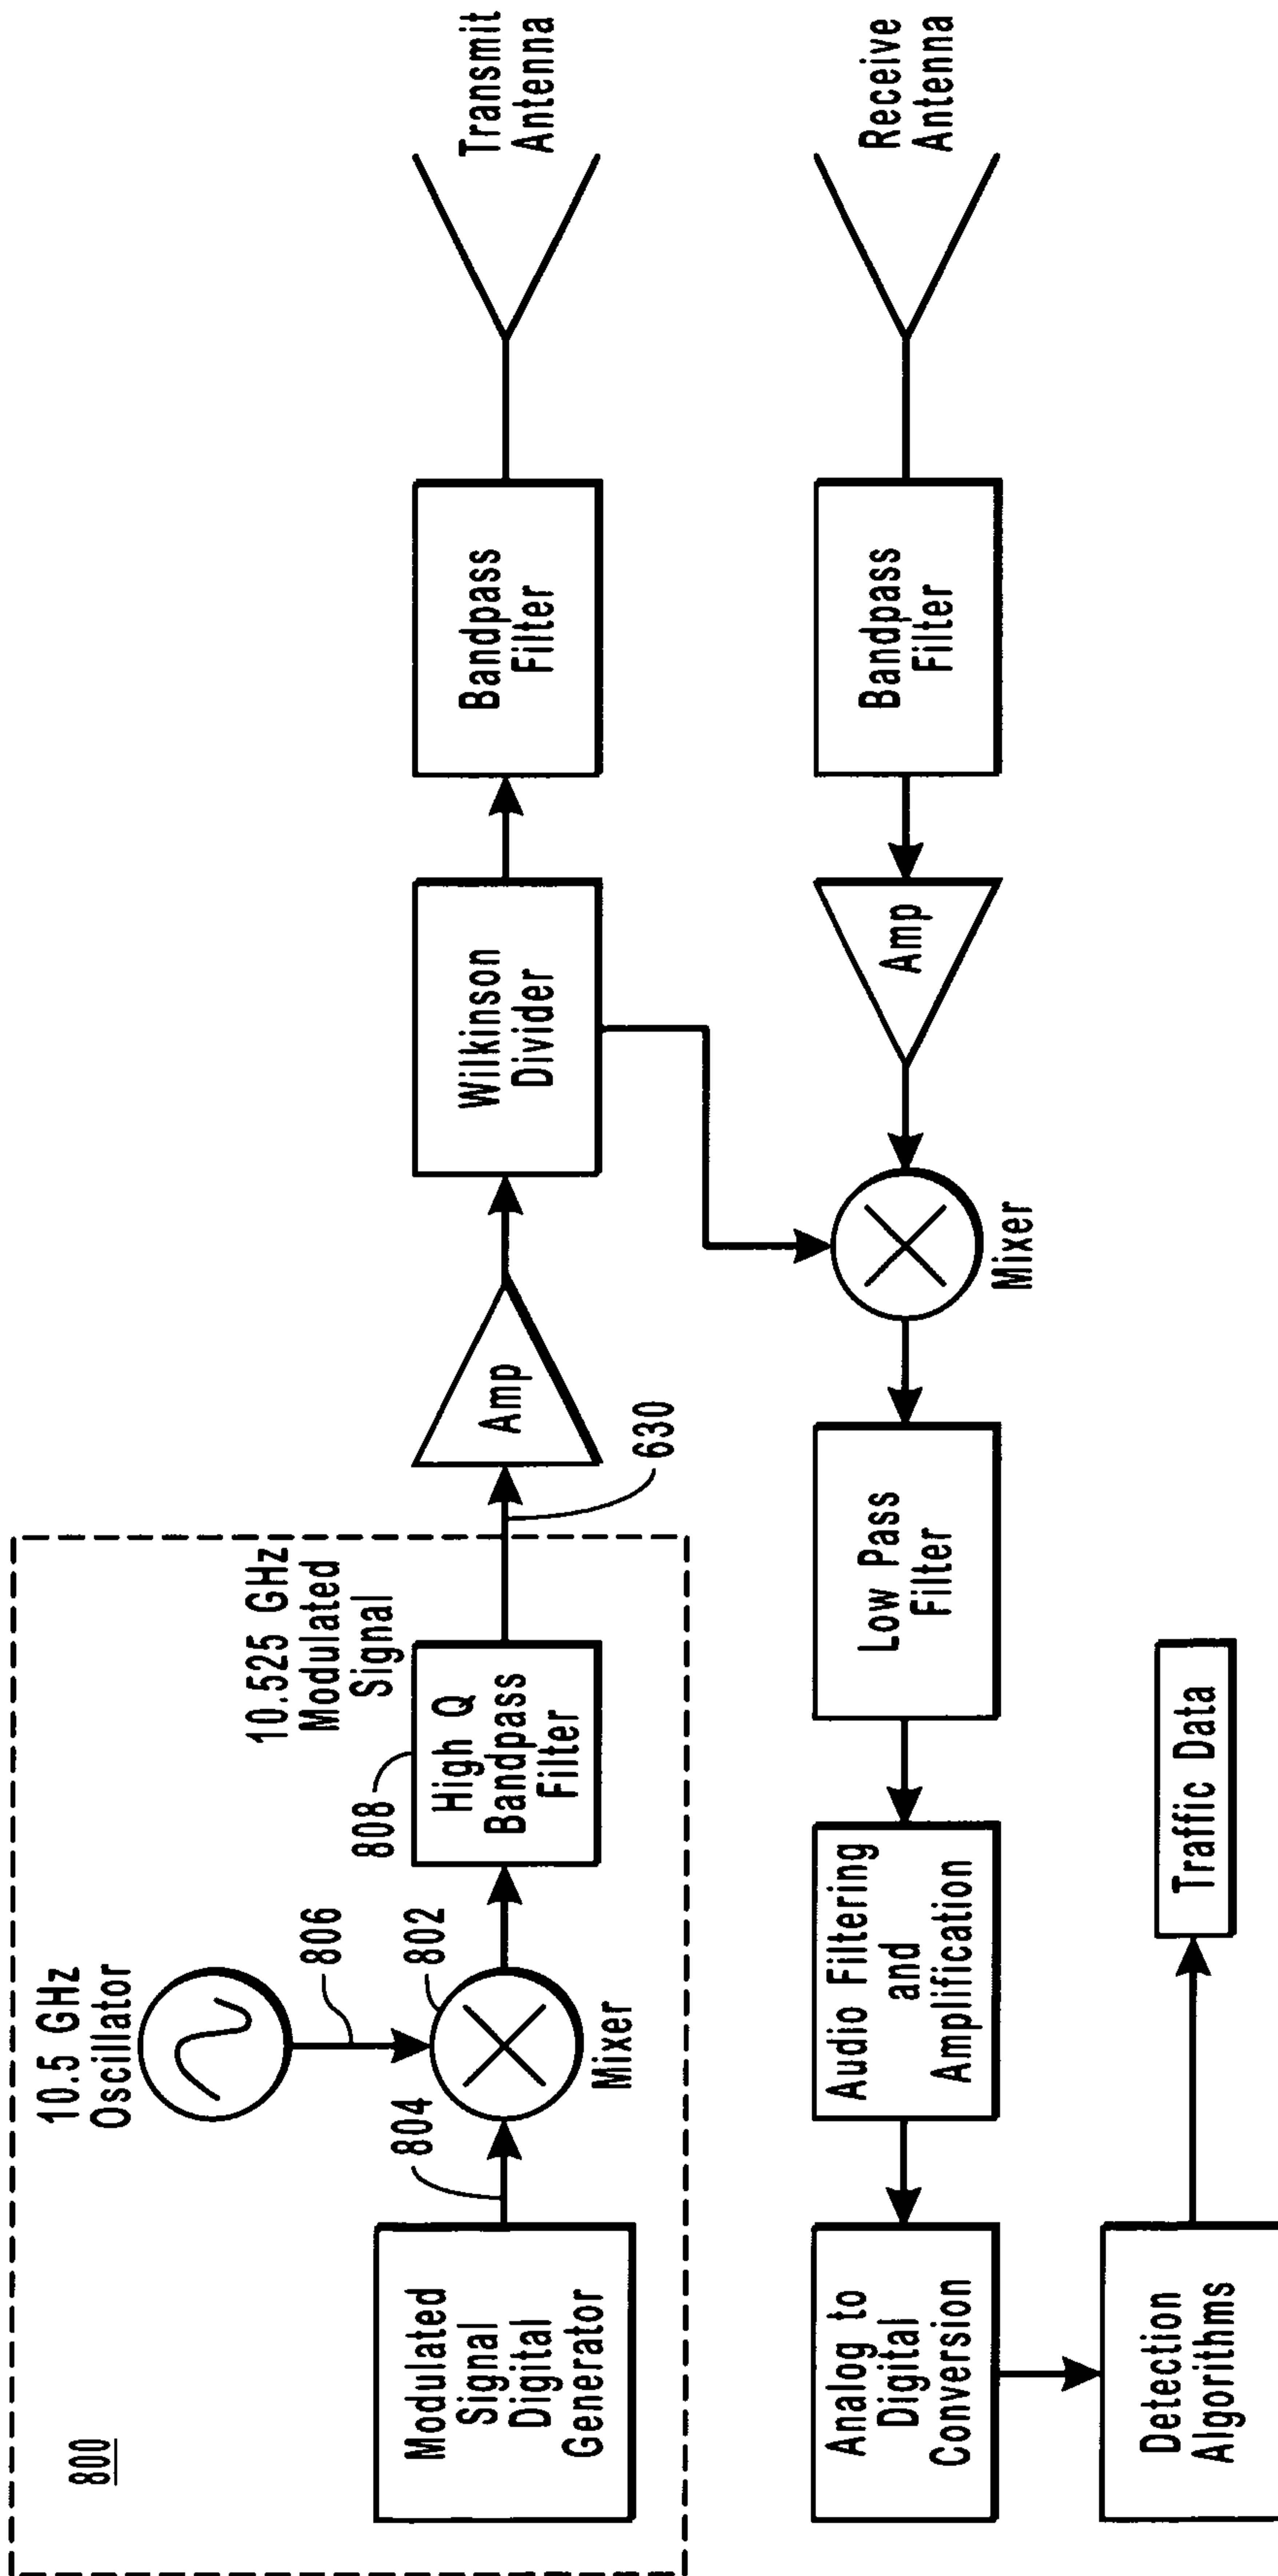 800
10.5 GHz
Oscillator
806
Modulated
Signal
Digital
Generator
804
802
Mixer
808
High Q
Bandpass
Filter
10.525 GHz
Modulated
Signal
630
Amp
Wilkinson
Divider
Bandpass
Filter
Transmit
Antenna
Receive
Antenna
Bandpass
Filter
Amp
Mixer
Low Pass
Filter
Audio Filtering
and
Amplification
Analog to
Digital
Conversion
Detection
Algorithms
Traffic Data